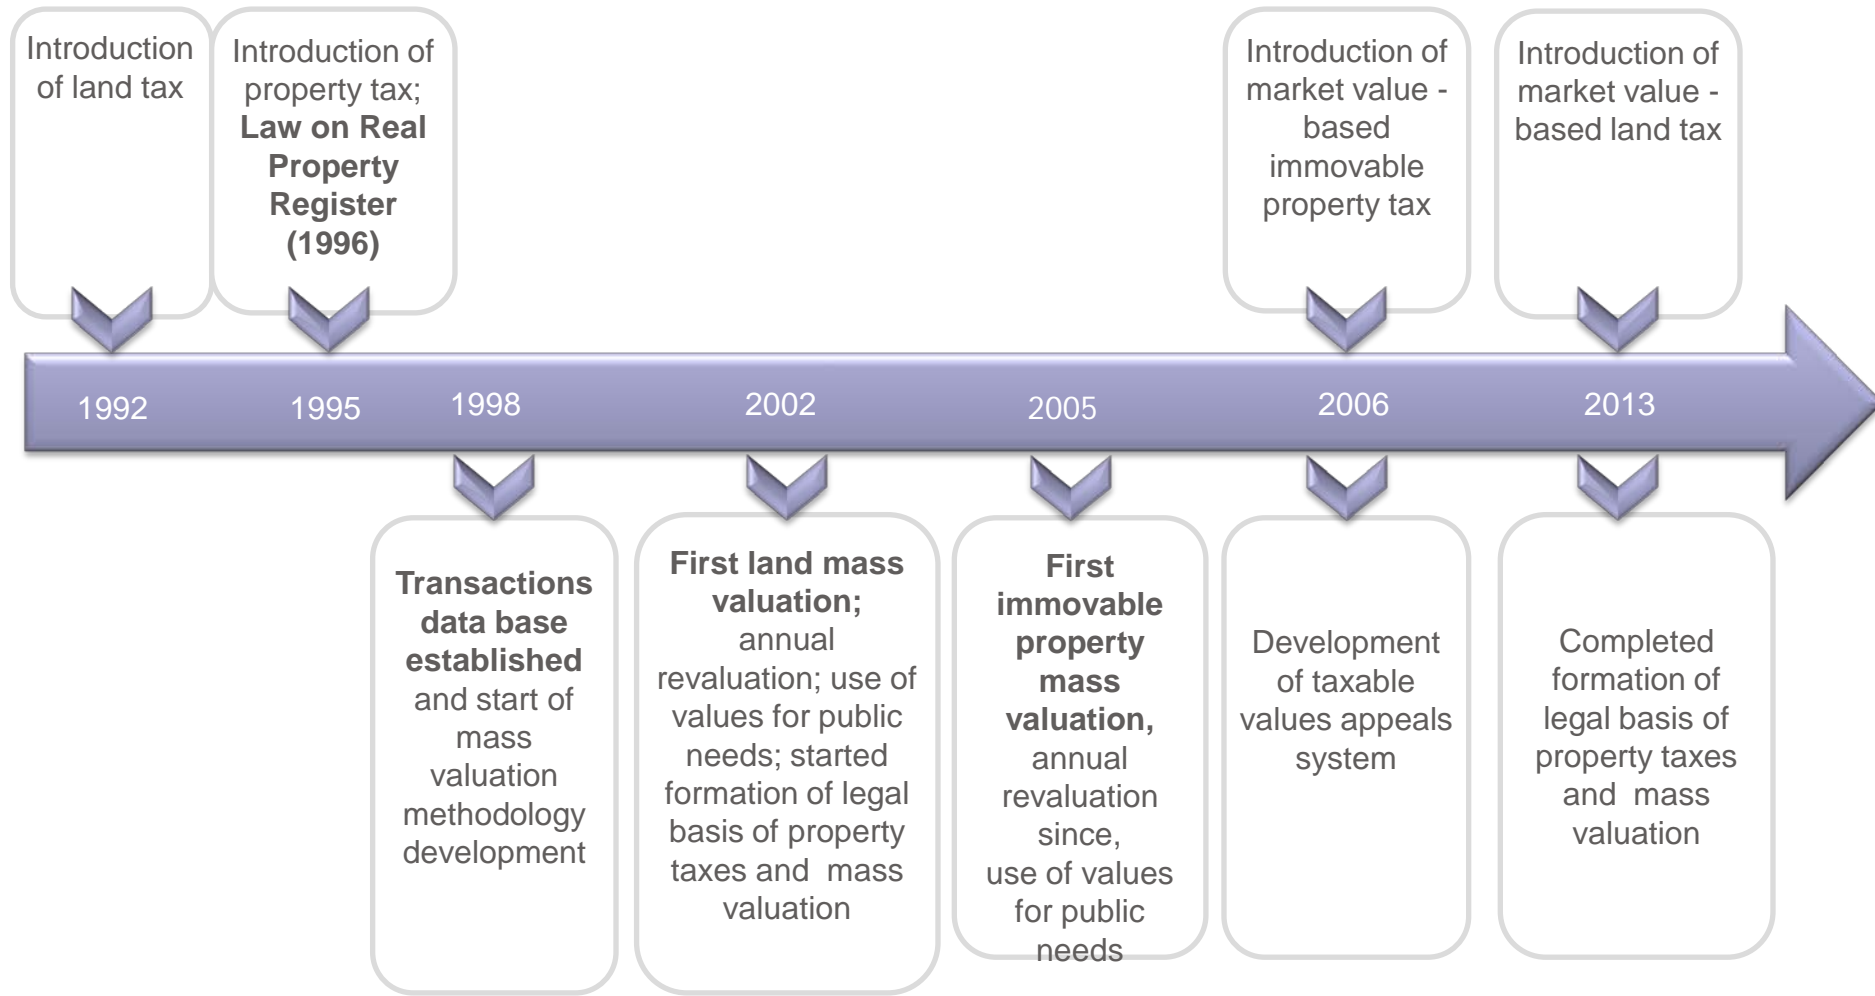 Introduction
of land tax
Introduction of
property tax;
Law on Real
Property
Register
(1996)
Introduction of
market value -
based
immovable
property tax
Introduction of
market value -
based land tax
1992
1995
1998
2002
2005
2006
2013
Transactions
data base
established
and start of
mass
valuation
methodology
development
First land mass
valuation;
annual
revaluation; use of
values for public
needs; started
formation of legal
basis of property
taxes and  mass
valuation
First
immovable
property
mass
valuation,
annual
revaluation
since,
use of values
for public
needs
Development
of taxable
values appeals
system
Completed
formation of
legal basis of
property taxes
and  mass
valuation